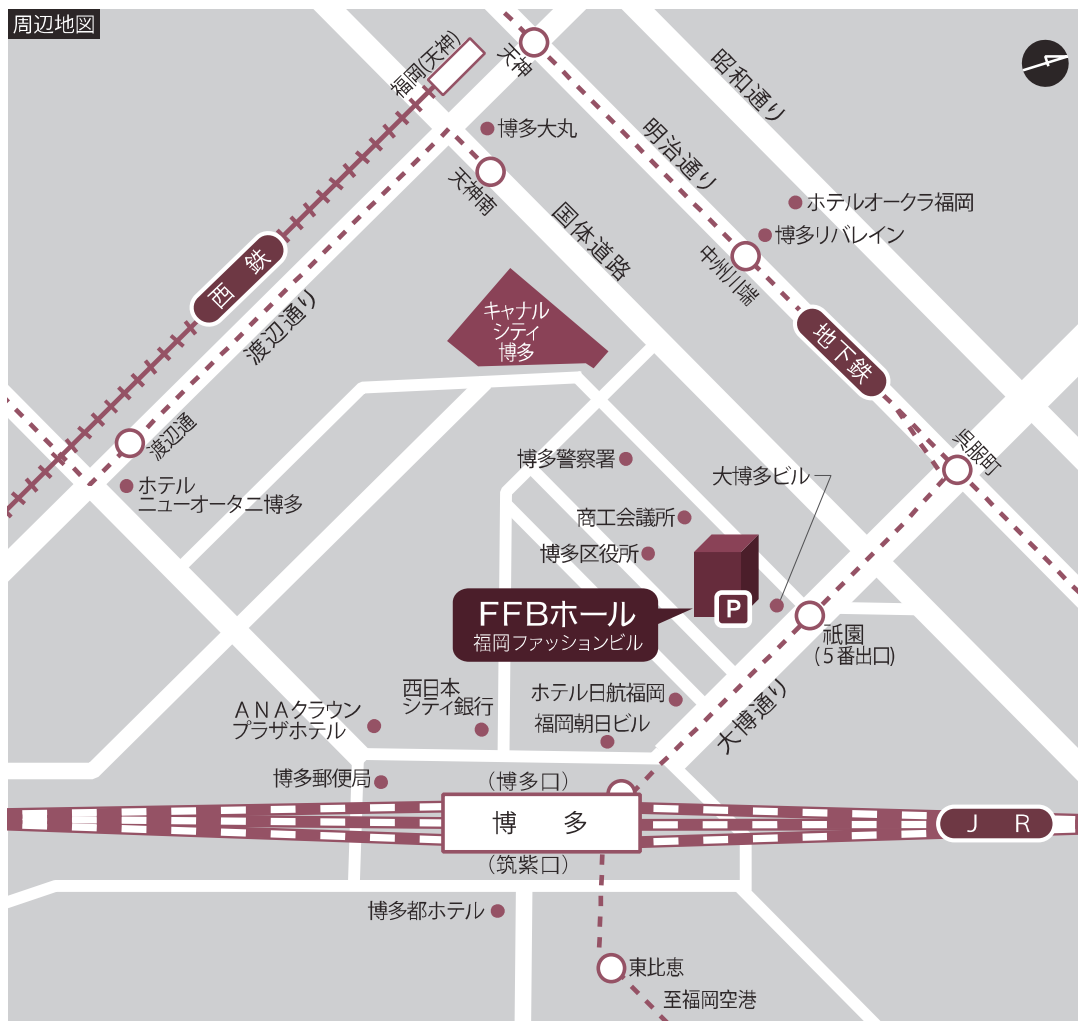 周辺地図
福岡(天神)
天神
昭和通り
博多大丸
明治通り
天神南
ホテルオークラ福岡
国体道路
博多リバレイン
中州川端
西 鉄
渡辺通り
キャナル
シティ
博多
地下鉄
渡辺通
呉服町
博多警察署
大博多ビル
ホテル
ニューオータニ博多
商工会議所
博多区役所
P
FFBホール
福岡ファッションビル
祇園
(5番出口)
西日本
シティ銀行
ホテル日航福岡
大博通り
ANAクラウン
プラザホテル
福岡朝日ビル
博多郵便局
(博多口)
博 多
J R
(筑紫口)
博多都ホテル
東比恵
至福岡空港